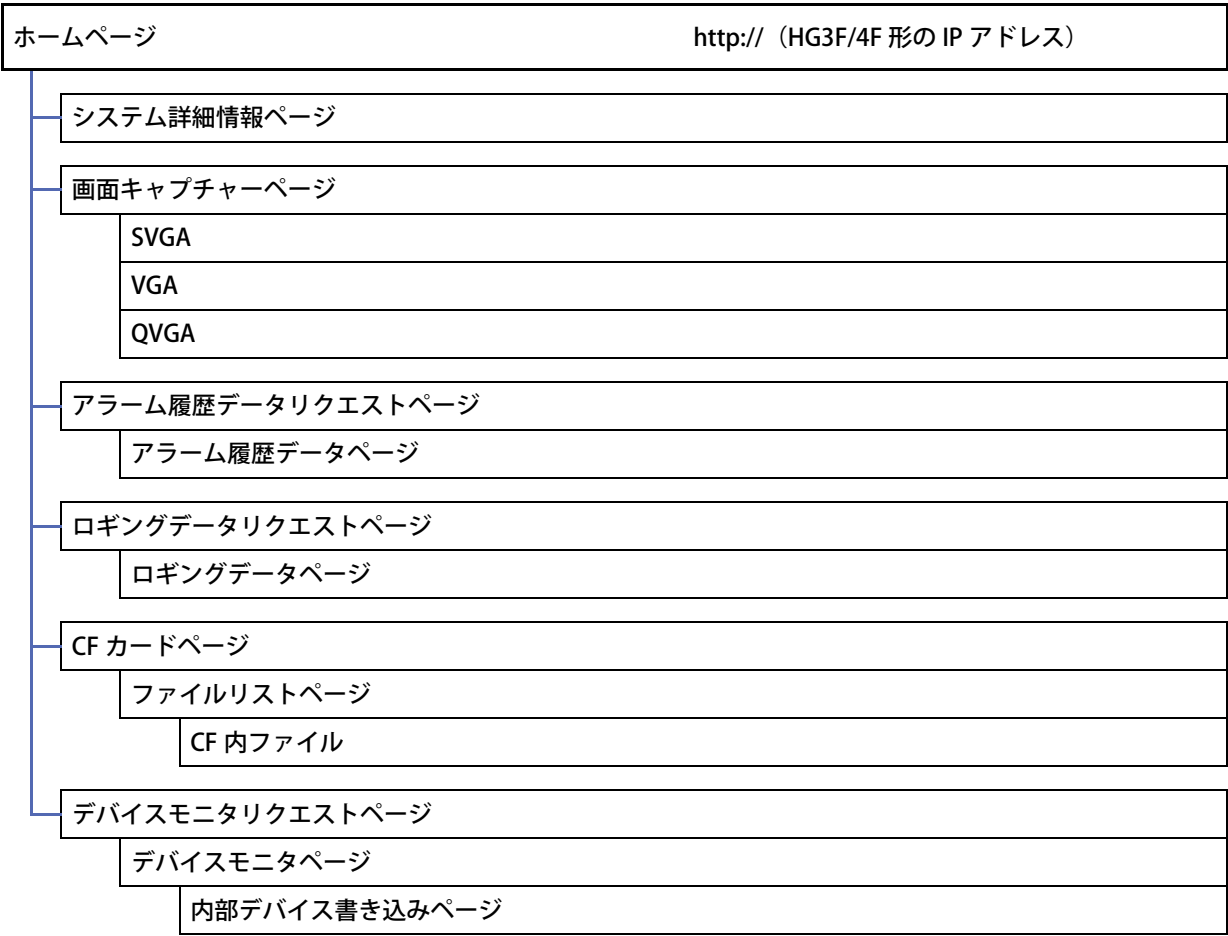 ホームページ http://（HG3F/4F 形の IP アドレス）
システム詳細情報ページ
画面キャプチャーページ
SVGA
VGA
QVGA
アラーム履歴データリクエストページ
アラーム履歴データページ
ロギングデータリクエストページ
ロギングデータページ
CF カードページ
ファイルリストページ
CF 内ファイル
デバイスモニタリクエストページ
デバイスモニタページ
内部デバイス書き込みページ